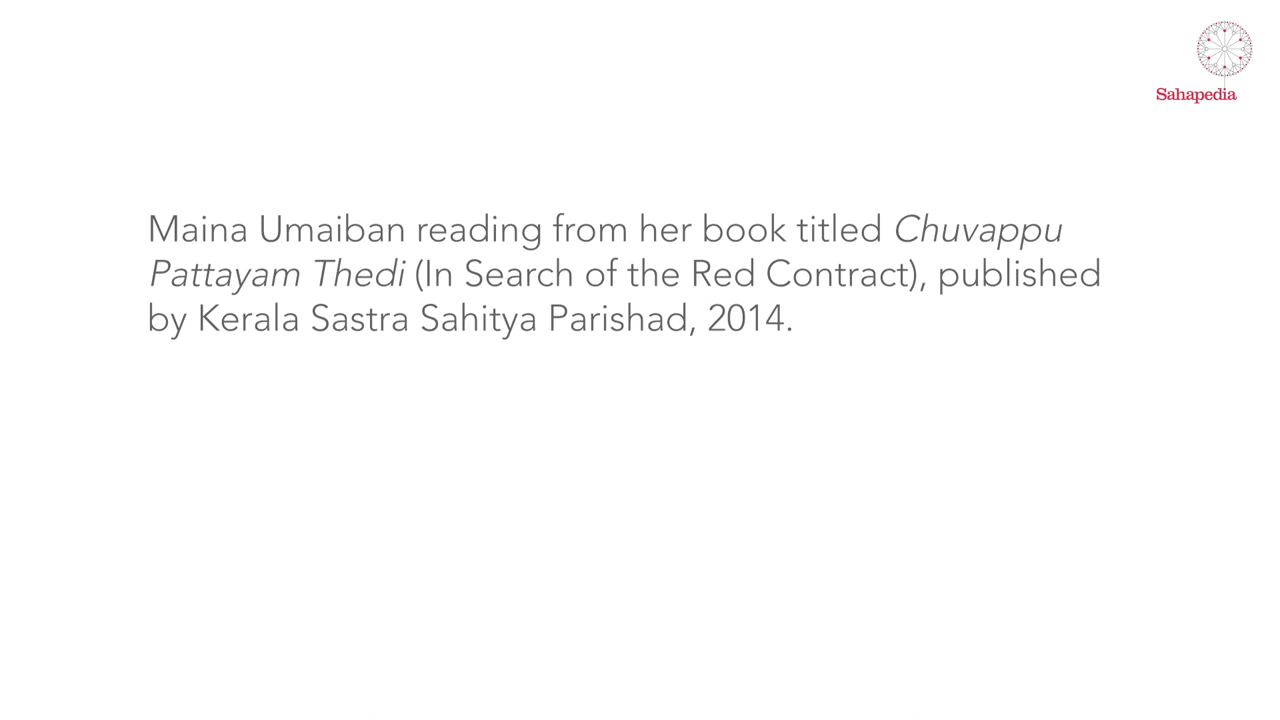 Sahapedia
Maina Umaiban reading from her book titled Chuvappu
Pattayam Thedi (In Search of the Red Contract), published
by Kerala Sastra Sahitya Parishad, 2014.